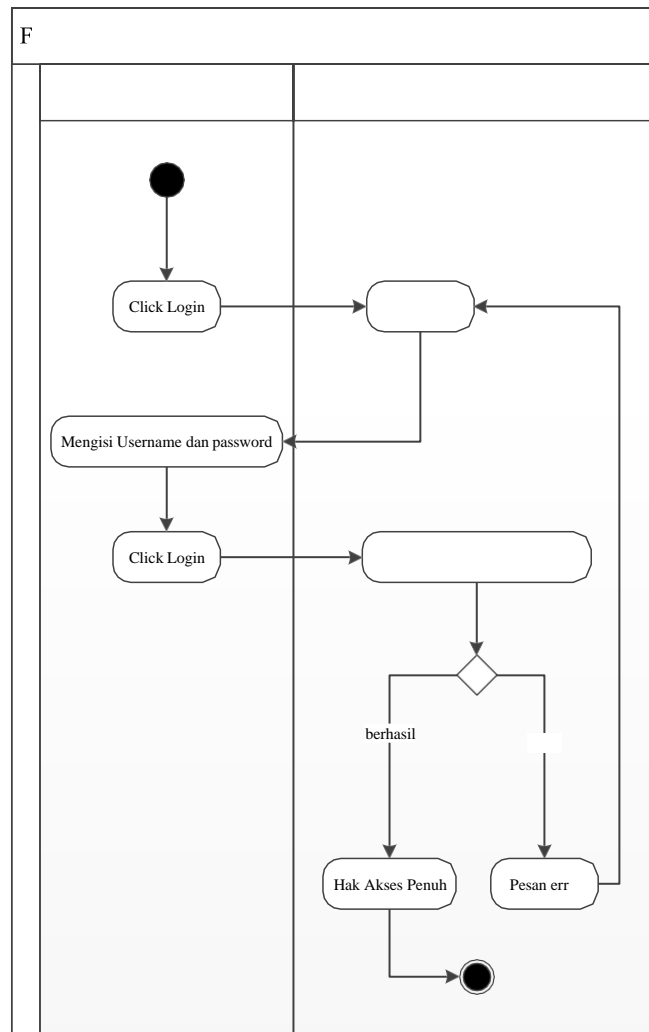 F
Click Login
Mengisi Username dan password
Click Login
berhasil
Hak Akses Penuh
Pesan err